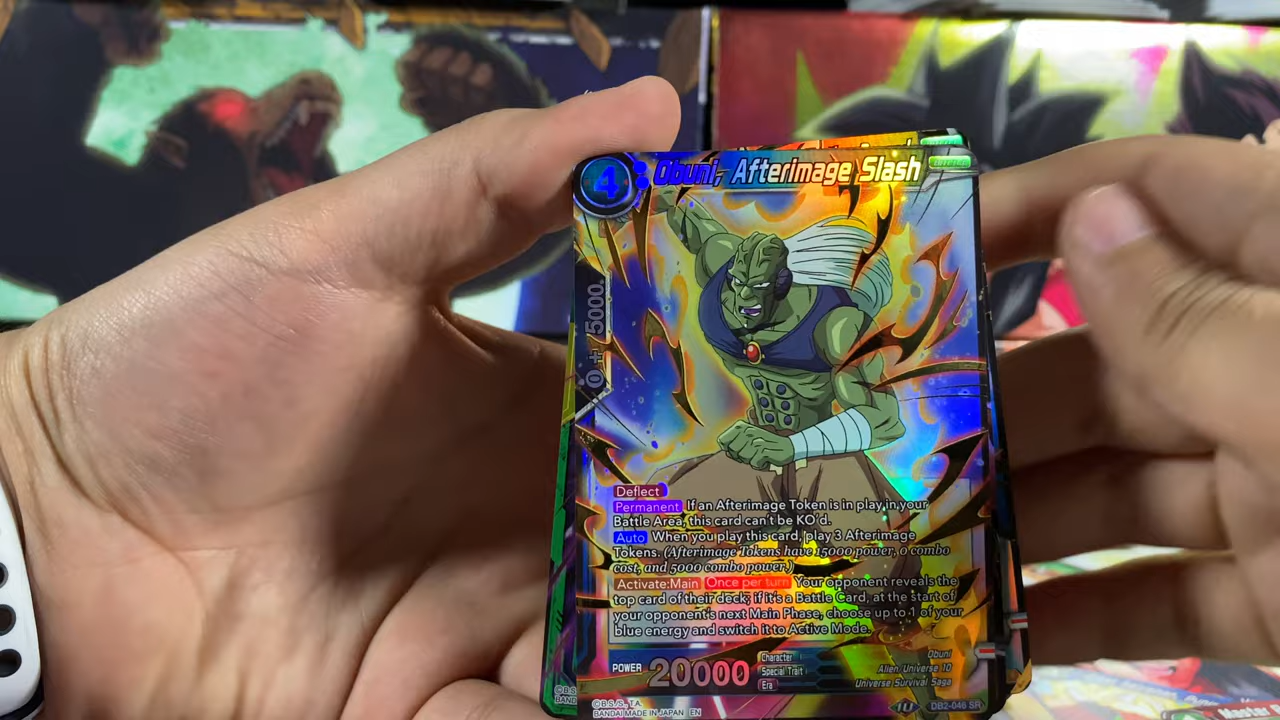 4
Obuni, Afterimage Slash
0 + 5000
Deflect
Permanent If an Afterimage Token is in play in your
Battle Area, this card can't be KO'd.
Auto When you play this card, play 3 Afterimage
Tokens. (Afterimage Tokens have 15000 power, 0 combo
cost, and 5000 combo power.)
Activate:Main Once per turn Your opponent reveals the
top card of their deck; if it's a Battle Card, at the start of
your opponent's next Main Phase, choose up to 1 of your
blue energy and switch it to Active Mode.
POWER 20000
Character Obuni
Special Trait Alien Universe 10
Era Universe Survival Saga
©B.S./S., T.A.
BANDAI MADE IN JAPAN EN
DB2-046 SR
©B.S
BAND